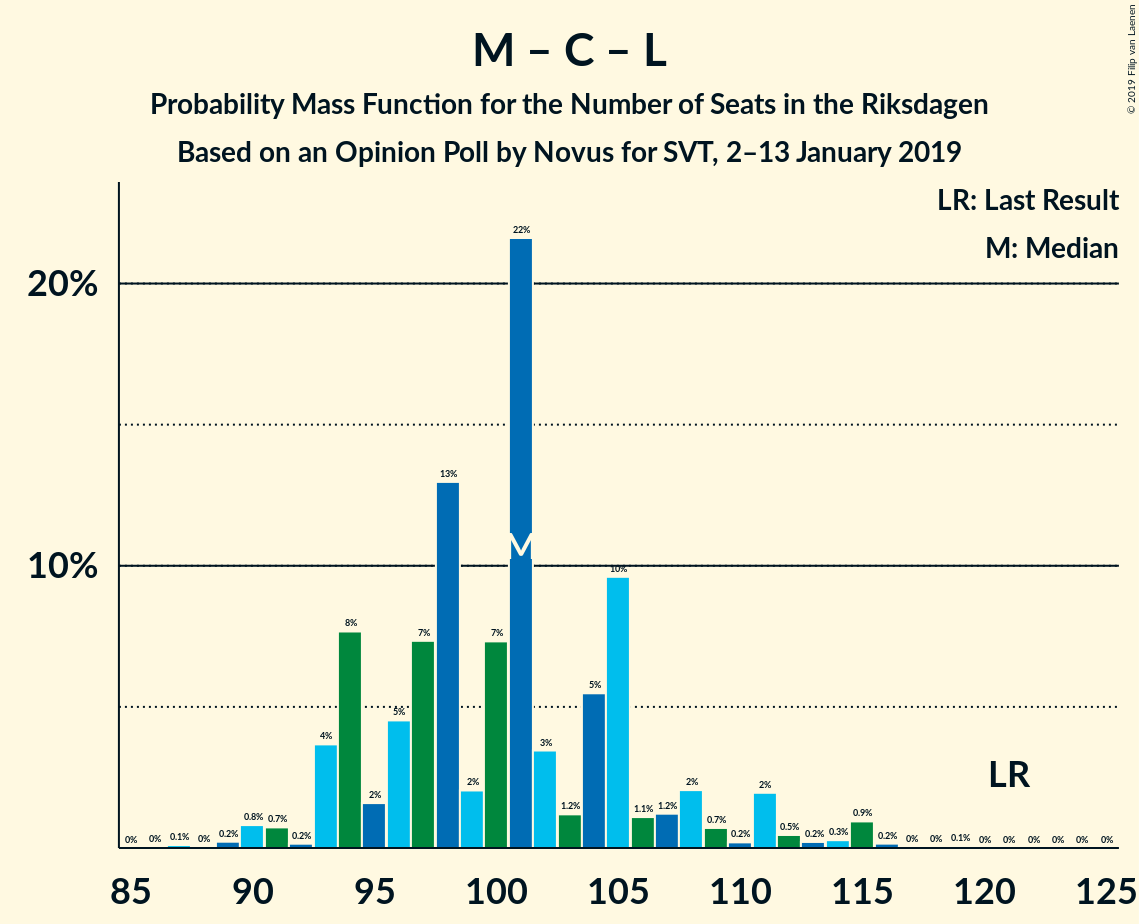 M – C – L
Probability Mass Function for the Number of Seats in the Riksdagen
Based on an Opinion Poll by Novus for SVT, 2–13 January 2019
© 2019 Filip van Laenen
LR: Last Result
M: Median
20%
10%
0% 0% 0.1% 0% 0.2% 0.8% 0.7% 0.2% 4% 8% 2% 5% 7% 13% 2% 7% 22% 3% 1.2% 5% 10% 1.1% 1.2% 2% 0.7% 0.2% 2% 0.5% 0.2% 0.3% 0.9% 0.2% 0% 0% 0.1% 0% 0% 0% 0% 0% 0%
M
LR
85 90 95 100 105 110 115 120 125